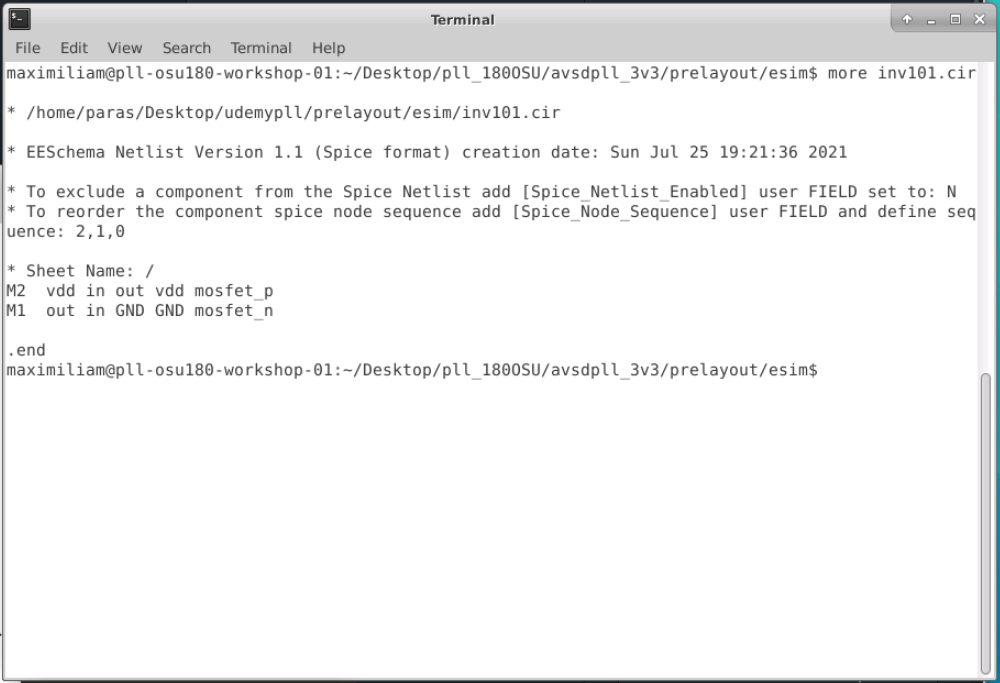 Terminal
File Edit View Search Terminal Help
maximiliam@pll-osu180-workshop-01:~/Desktop/pll_180OSU/avsdpll_3v3/prelayout/esim$ more inv101.cir
* /home/paras/Desktop/udemypll/prelayout/esim/inv101.cir
* EESchema Netlist Version 1.1 (Spice format) creation date: Sun Jul 25 19:21:36 2021
* To exclude a component from the Spice Netlist add [Spice_Netlist_Enabled] user FIELD set to: N
* To reorder the component spice node sequence add [Spice_Node_Sequence] user FIELD and define seq
uence: 2,1,0
* Sheet Name: /
M2  vdd in out vdd mosfet_p
M1  out in GND GND mosfet_n
.end
maximiliam@pll-osu180-workshop-01:~/Desktop/pll_180OSU/avsdpll_3v3/prelayout/esim$